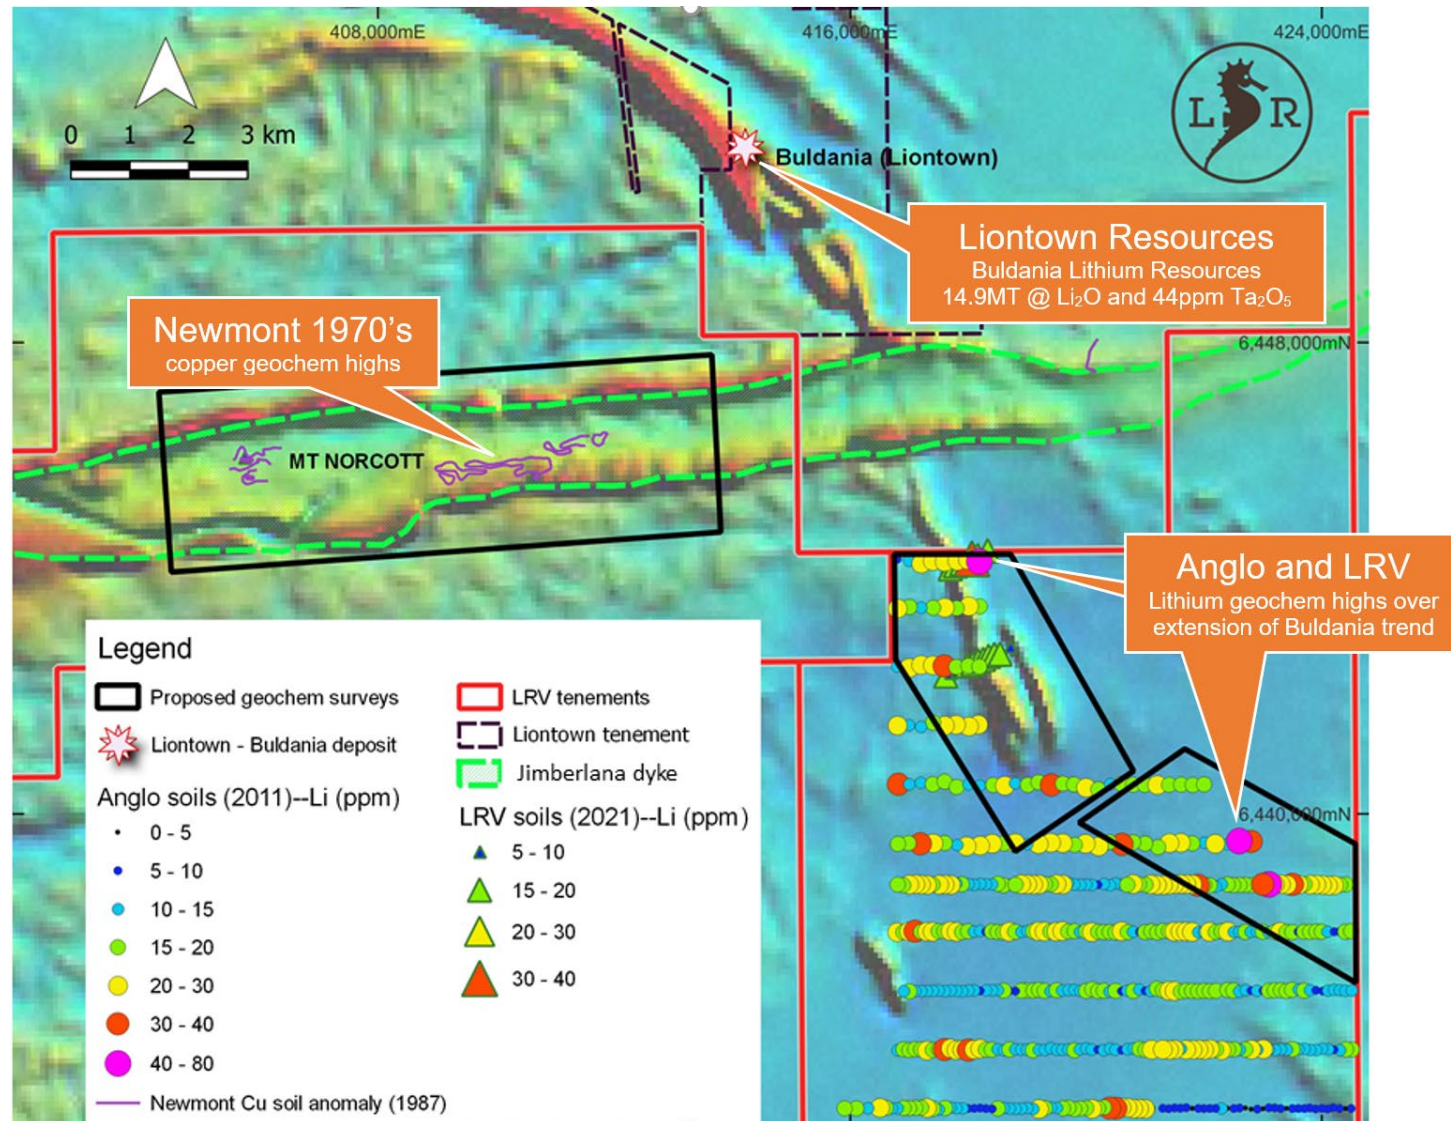 408,000mE
416,000mE
424,000mE
0 1 2 3 km
L R
Buldania (Liontown)
Liontown Resources
Buldania Lithium Resources
14.9MT @ Li₂O and 44ppm Ta₂O₅
Newmont 1970's
copper geochem highs
6,448,000mN
MT NORCOTT
Anglo and LRV
Lithium geochem highs over
extension of Buldania trend
6,440,000mN
Legend
Proposed geochem surveys
Liontown - Buldania deposit
Anglo soils (2011)--Li (ppm)
0 - 5
5 - 10
10 - 15
15 - 20
20 - 30
30 - 40
40 - 80
Newmont Cu soil anomaly (1987)
LRV tenements
Liontown tenement
Jimberlana dyke
LRV soils (2021)--Li (ppm)
5 - 10
15 - 20
20 - 30
30 - 40